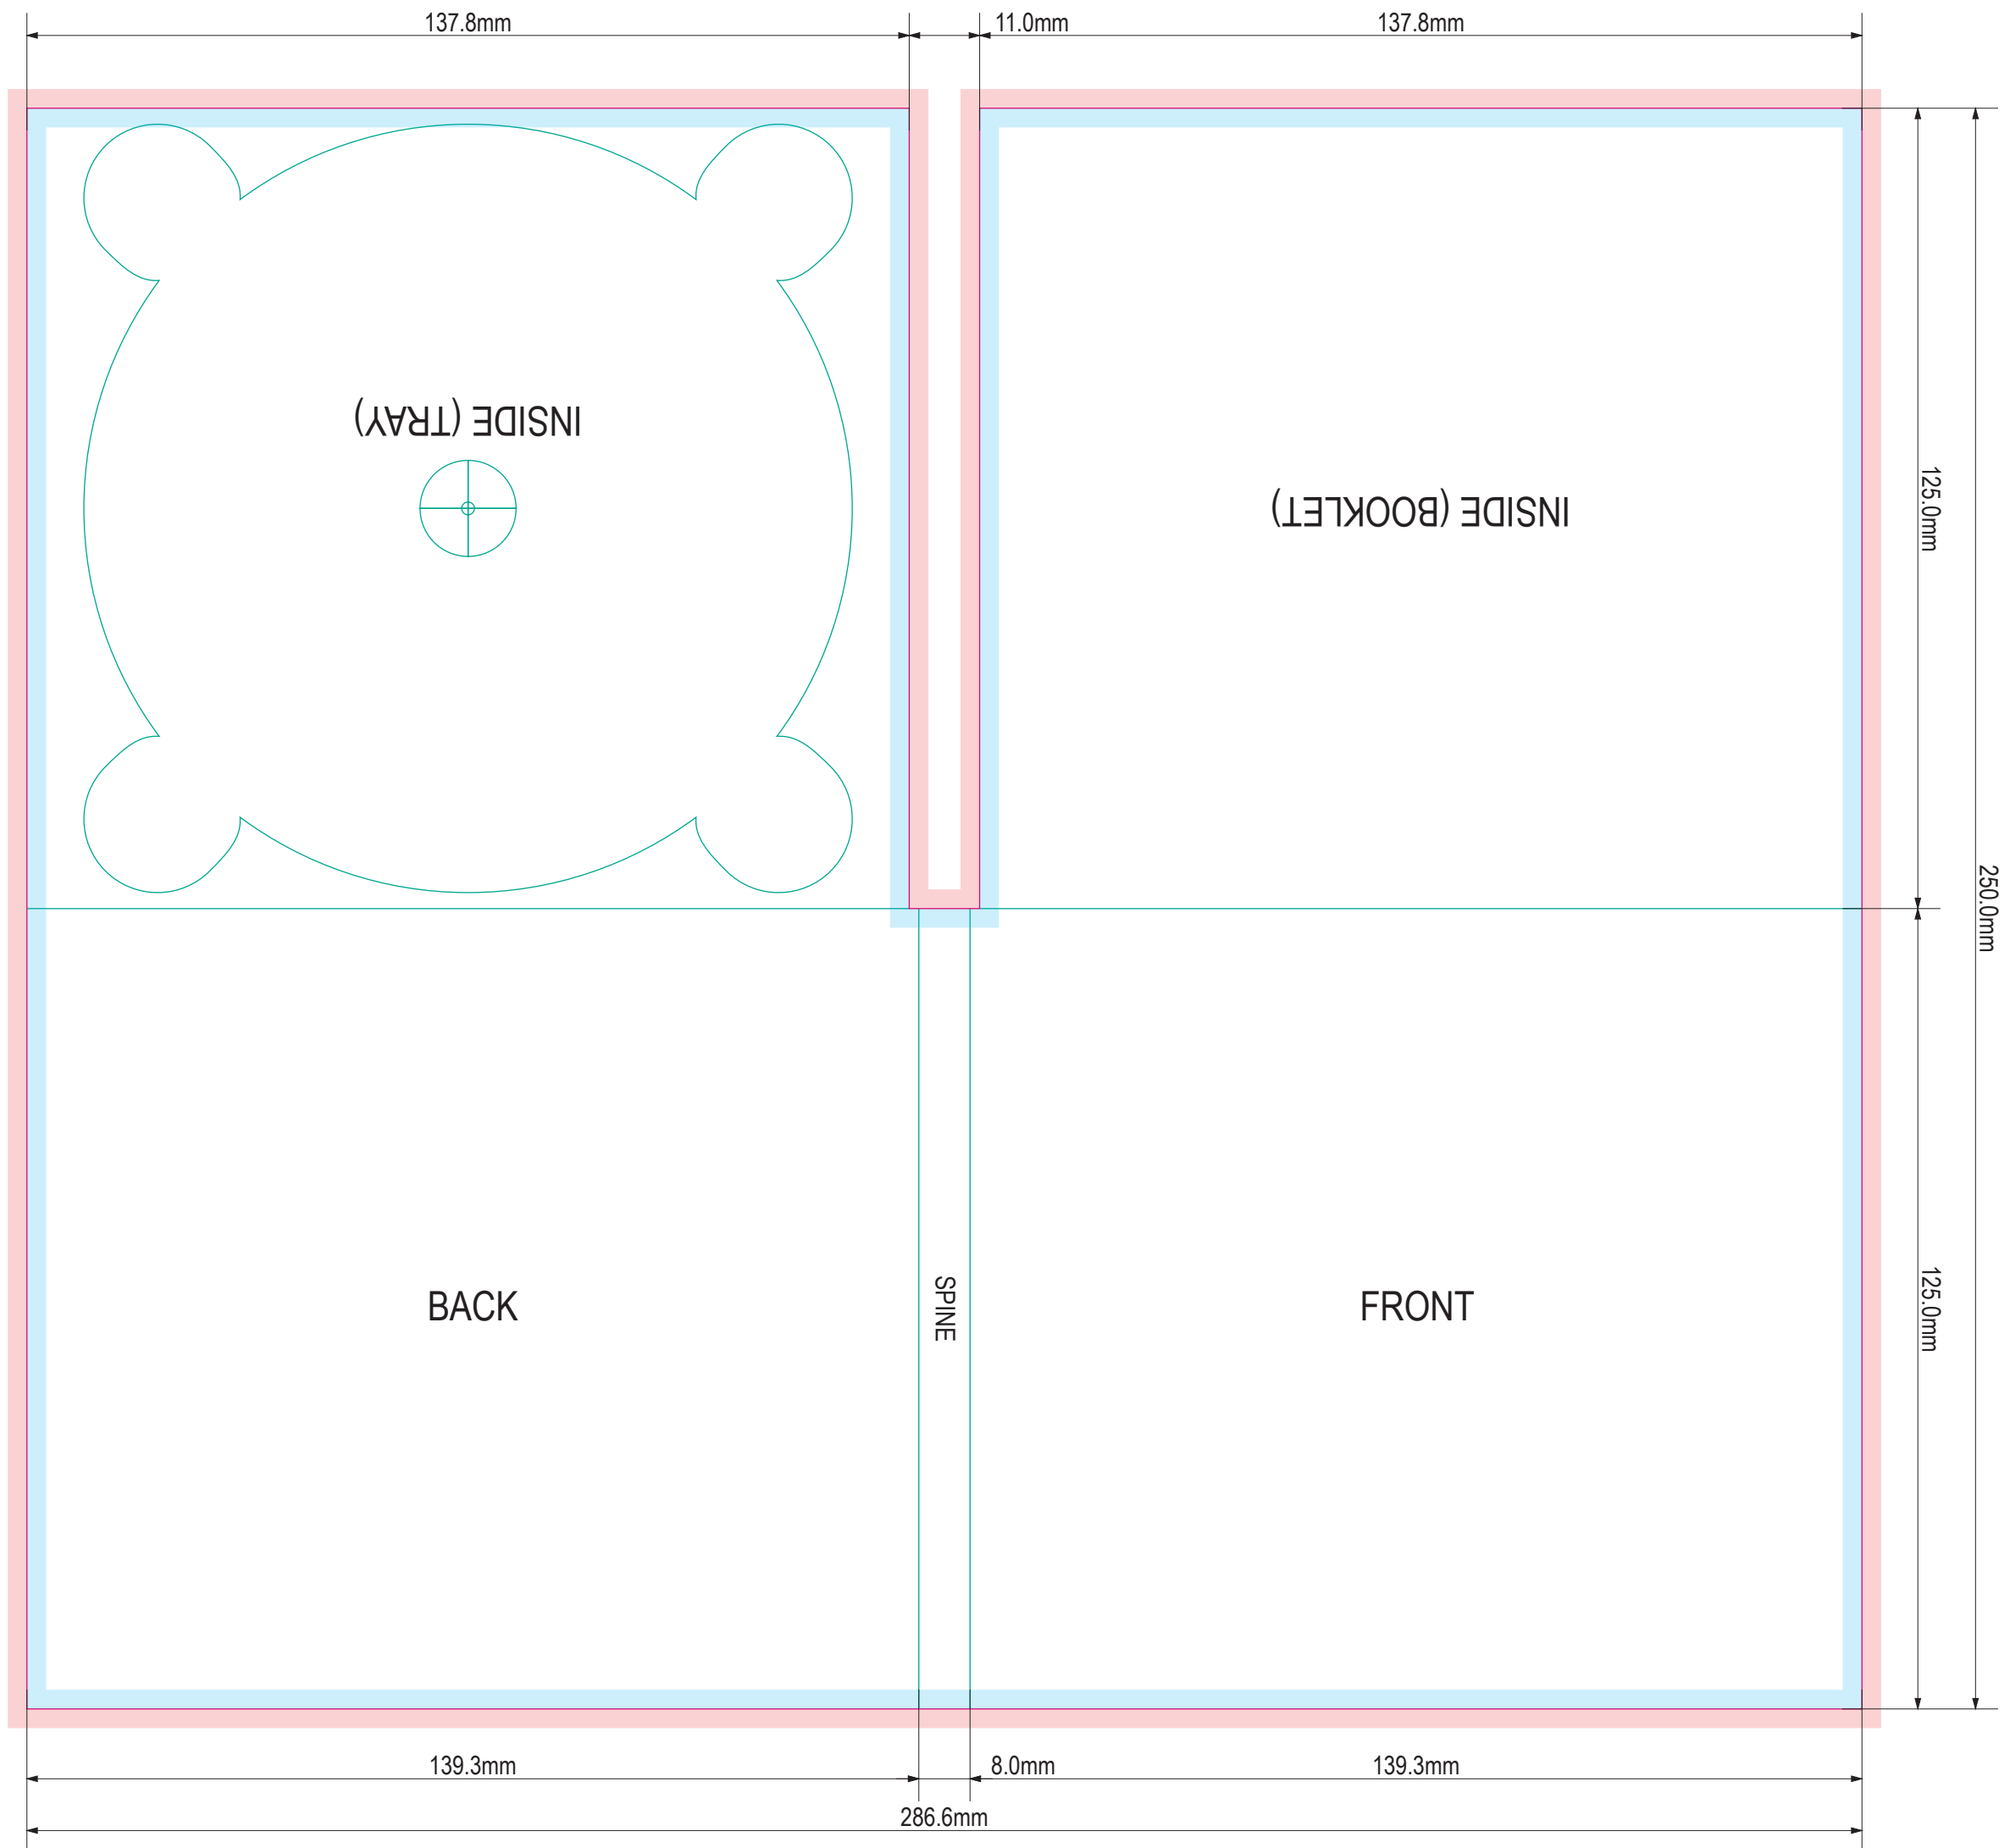 137.8mm
11.0mm
137.8mm
INSIDE (TRAY)
INSIDE (BOOKLET)
125.0mm
250.0mm
BACK
SPINE
FRONT
125.0mm
139.3mm
8.0mm
139.3mm
286.6mm